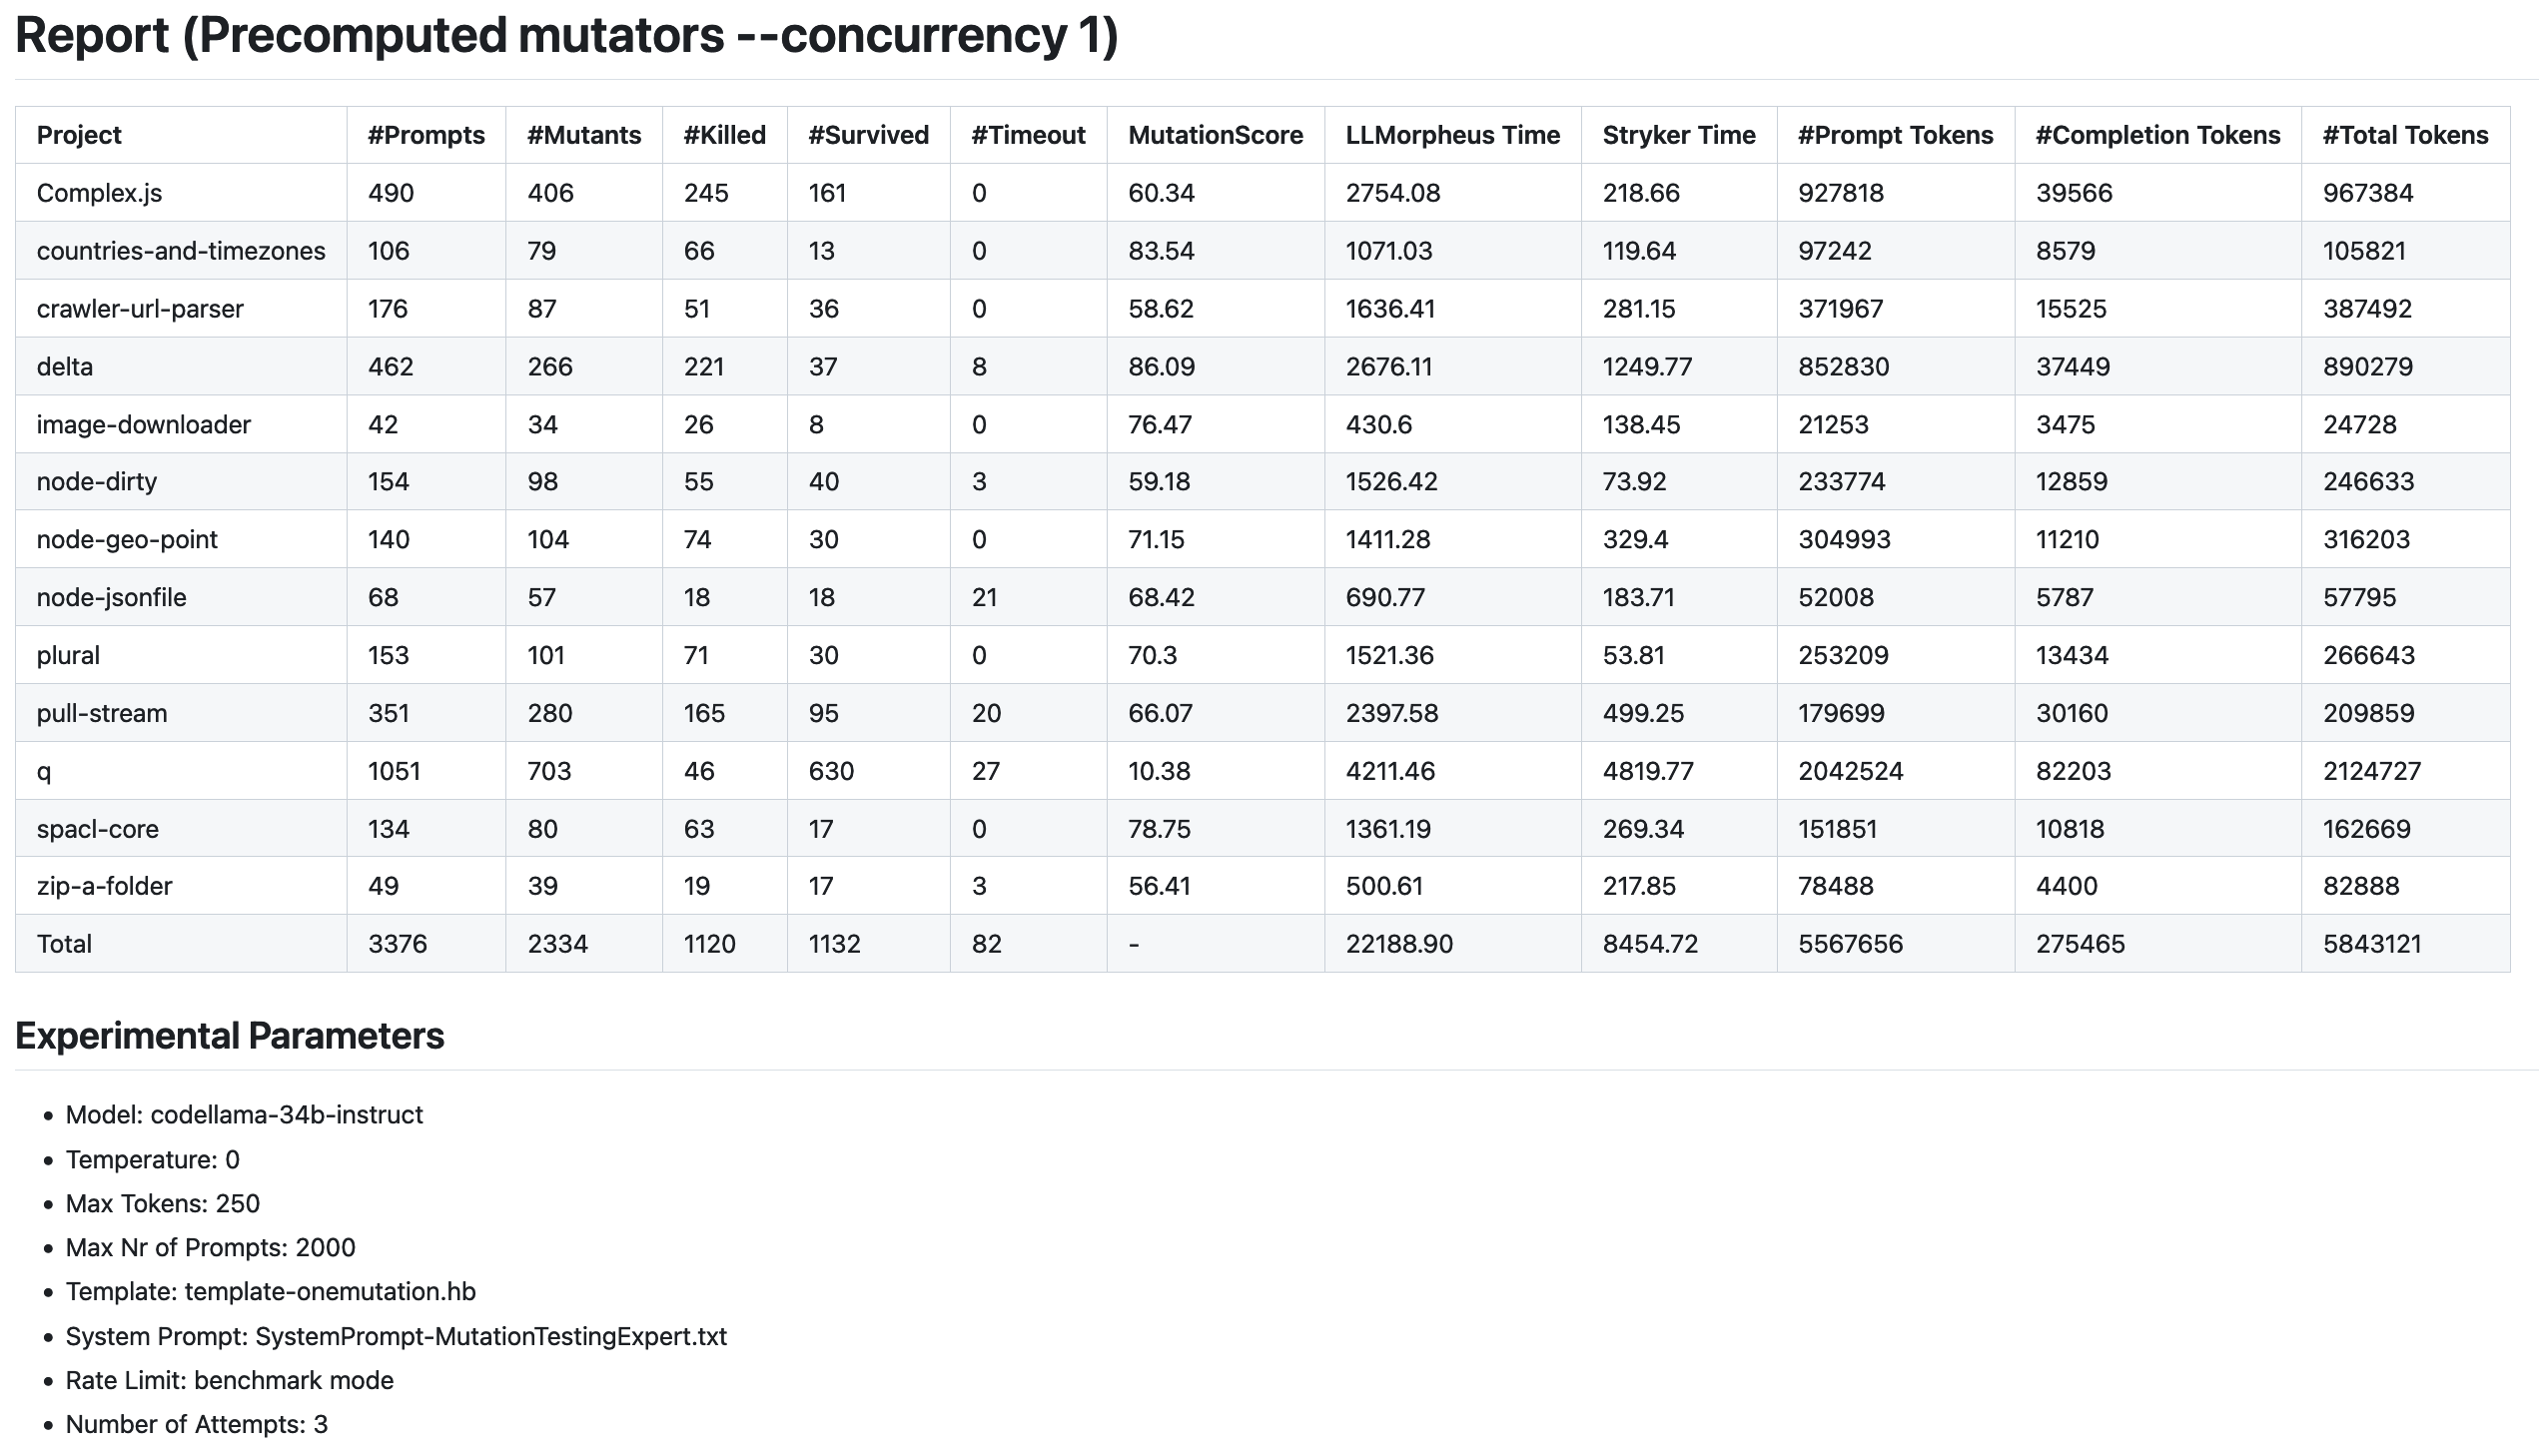 Report (Precomputed mutators --concurrency 1)
Project #Prompts #Mutants #Killed #Survived #Timeout MutationScore LLMorpheus Time Stryker Time #Prompt Tokens #Completion Tokens #Total Tokens
Complex.js 490 406 245 161 0 60.34 2754.08 218.66 927818 39566 967384
countries-and-timezones 106 79 66 13 0 83.54 1071.03 119.64 97242 8579 105821
crawler-url-parser 176 87 51 36 0 58.62 1636.41 281.15 371967 15525 387492
delta 462 266 221 37 8 86.09 2676.11 1249.77 852830 37449 890279
image-downloader 42 34 26 8 0 76.47 430.6 138.45 21253 3475 24728
node-dirty 154 98 55 40 3 59.18 1526.42 73.92 233774 12859 246633
node-geo-point 140 104 74 30 0 71.15 1411.28 329.4 304993 11210 316203
node-jsonfile 68 57 18 18 21 68.42 690.77 183.71 52008 5787 57795
plural 153 101 71 30 0 70.3 1521.36 53.81 253209 13434 266643
pull-stream 351 280 165 95 20 66.07 2397.58 499.25 179699 30160 209859
q 1051 703 46 630 27 10.38 4211.46 4819.77 2042524 82203 2124727
spacl-core 134 80 63 17 0 78.75 1361.19 269.34 151851 10818 162669
zip-a-folder 49 39 19 17 3 56.41 500.61 217.85 78488 4400 82888
Total 3376 2334 1120 1132 82 - 22188.90 8454.72 5567656 275465 5843121
Experimental Parameters
• Model: codellama-34b-instruct
• Temperature: 0
• Max Tokens: 250
• Max Nr of Prompts: 2000
• Template: template-onemutation.hb
• System Prompt: SystemPrompt-MutationTestingExpert.txt
• Rate Limit: benchmark mode
• Number of Attempts: 3